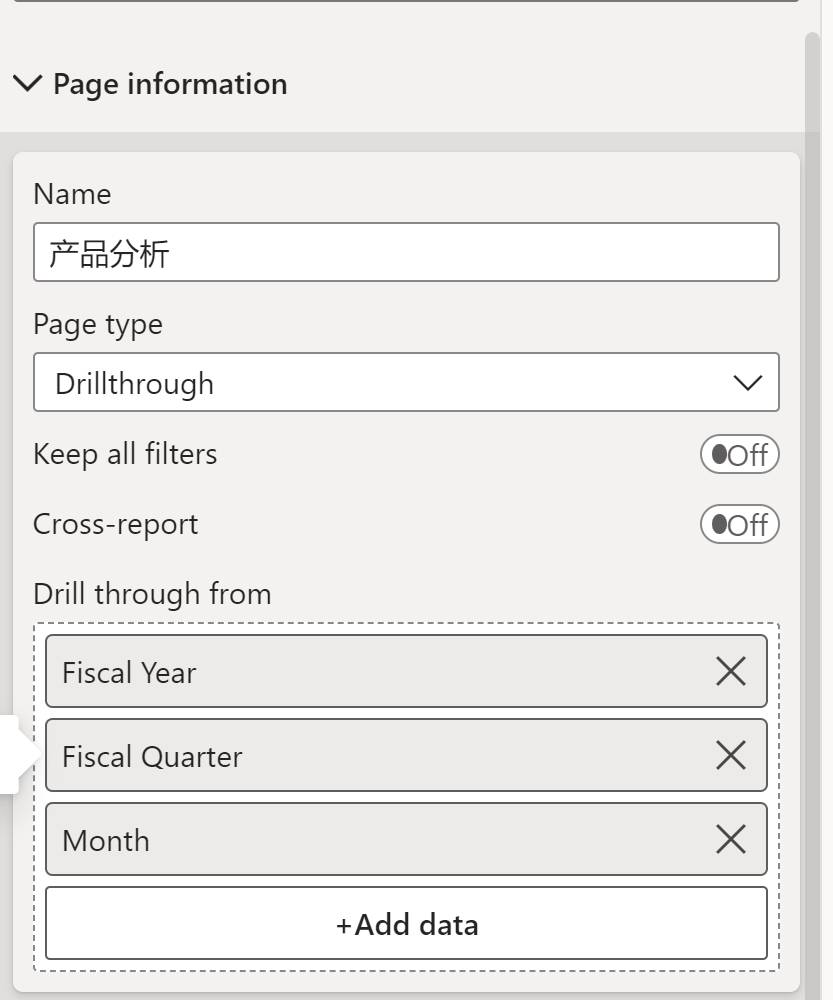 Page information
Name
产品分析
Page type
Drillthrough
Keep all filters
Off
Cross-report
Off
Drill through from
Fiscal Year
Fiscal Quarter
Month
+Add data